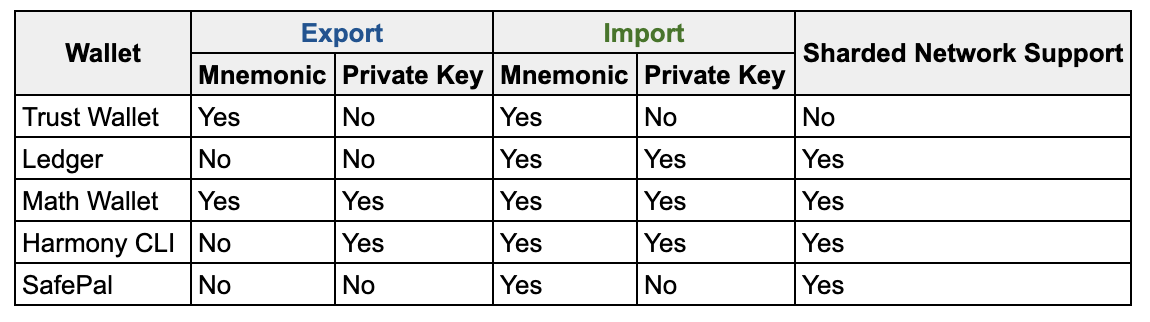 Wallet Export Import Sharded Network Support
Mnemonic Private Key Mnemonic Private Key
Trust Wallet Yes No Yes No No
Ledger No No Yes Yes Yes
Math Wallet Yes Yes Yes Yes Yes
Harmony CLI No Yes Yes Yes Yes
SafePal No No Yes No Yes